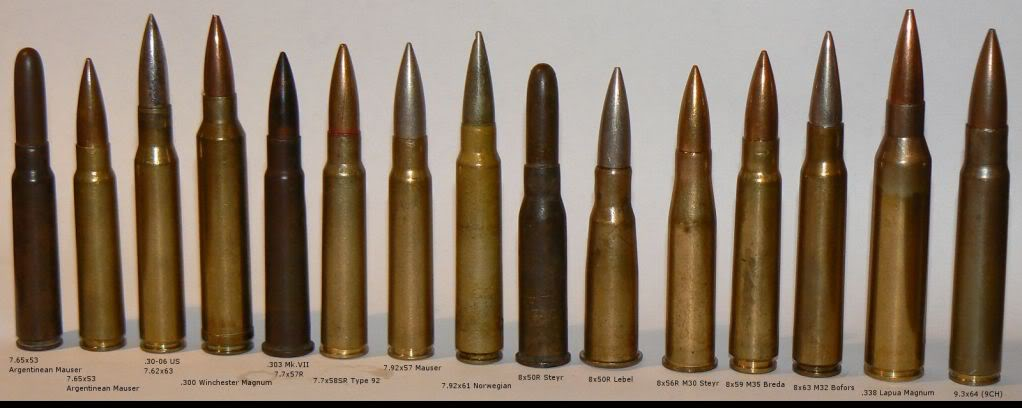 7.65x53
Argentinean Mauser
7.65x53
Argentinean Mauser
.30-06 US
7.62x63
.300 Winchester Magnum
.303 Mk.VII
7.7x57R
7.7x58SR Type 92
7.92x57 Mauser
7.92x61 Norwegian
8x50R Steyr
8x50R Lebel
8x56R M30 Steyr
8x59 M35 Breda
8x63 M32 Bofors
.338 Lapua Magnum
9.3x64 (9CH)